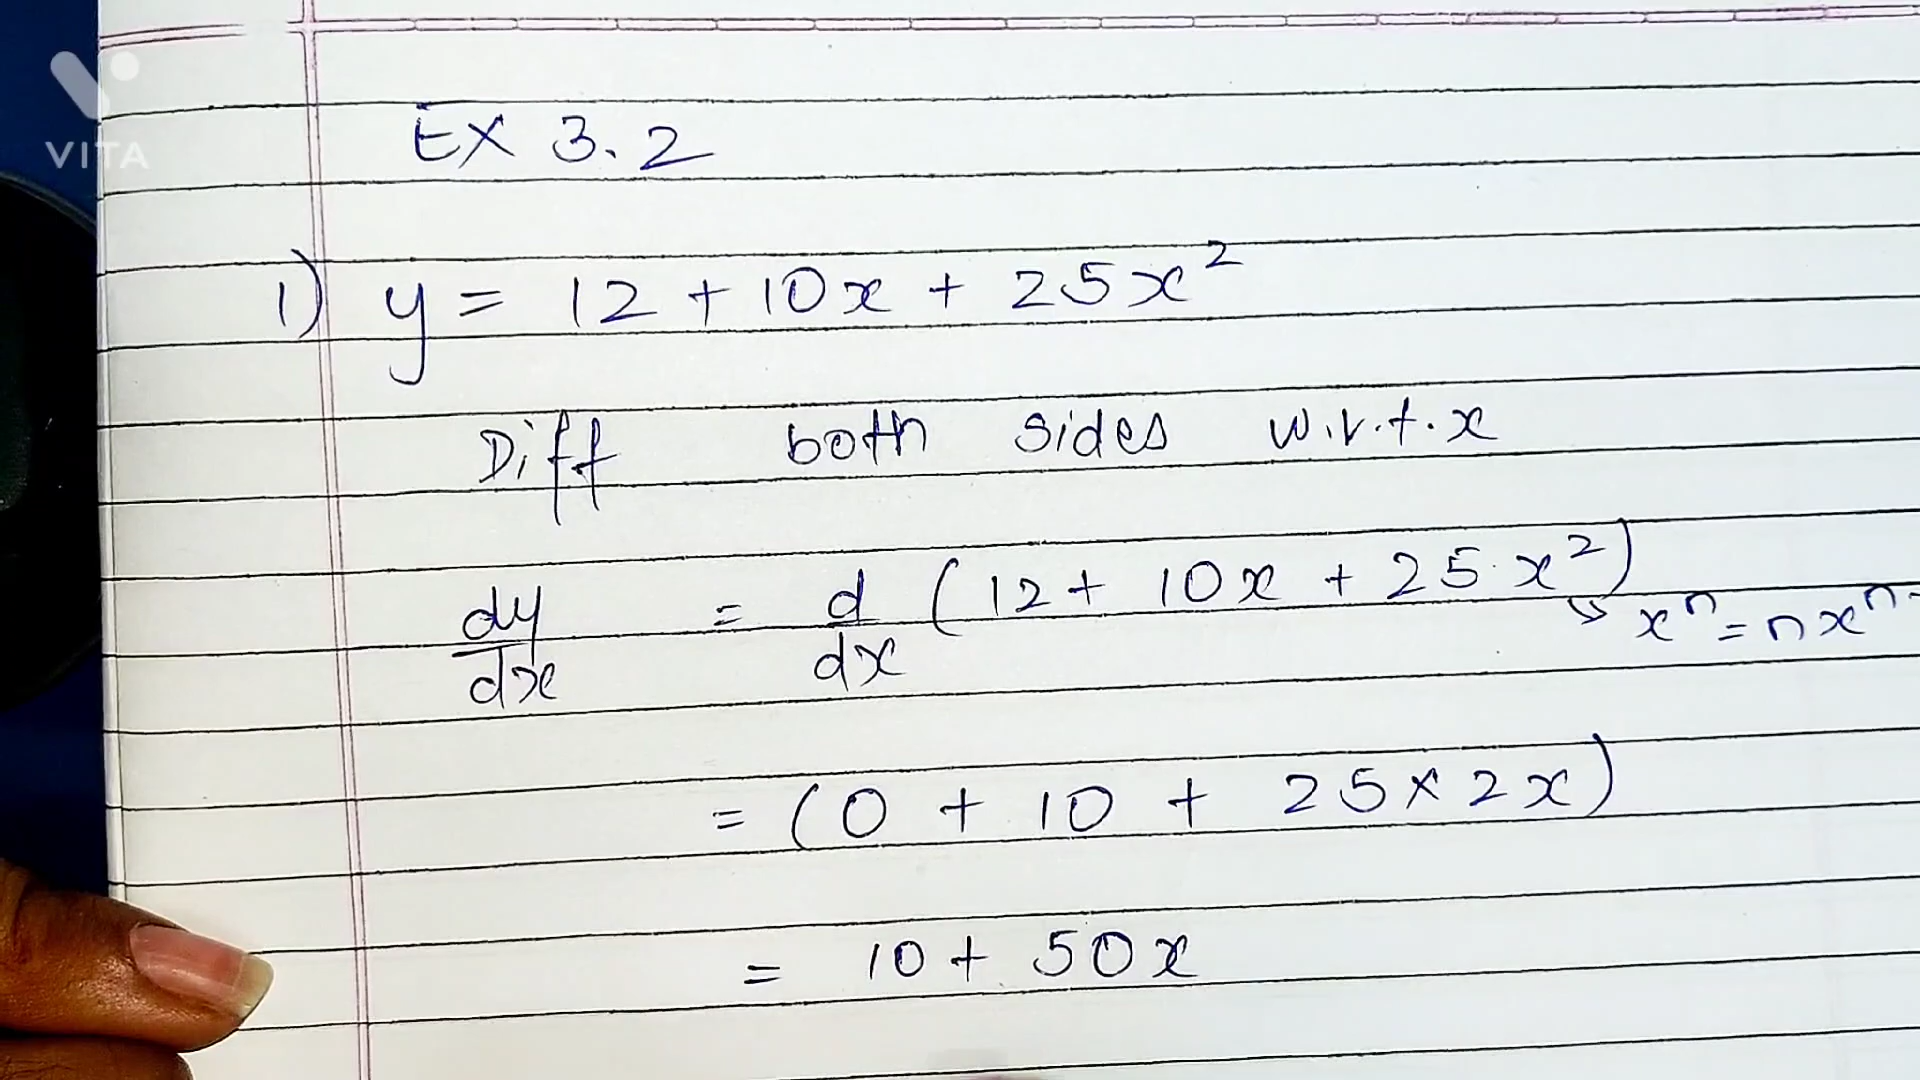 VITA
EX 3.2
1) y = 12 + 10x + 25x²
Diff both sides w.r.t.x
dy/dx = d/dx (12 + 10x + 25x²)
xⁿ = nxⁿ⁻
= (0 + 10 + 25 × 2x)
= 10 + 50x